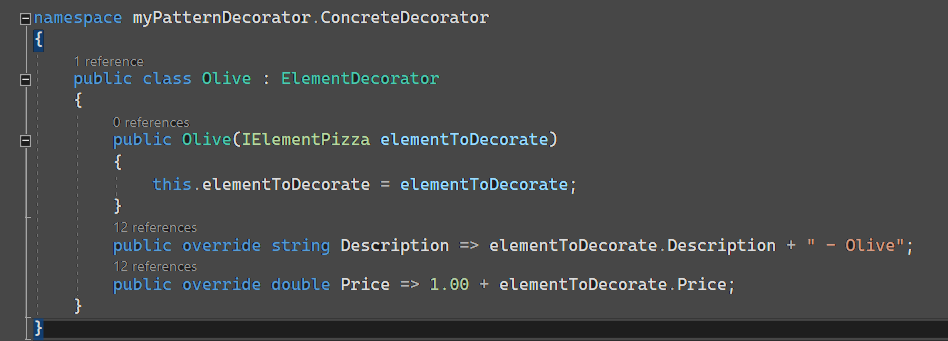 namespace myPatternDecorator.ConcreteDecorator
{
1 reference
public class Olive : ElementDecorator
{
0 references
public Olive(IElementPizza elementToDecorate)
{
this.elementToDecorate = elementToDecorate;
}
12 references
public override string Description => elementToDecorate.Description + " - Olive";
12 references
public override double Price => 1.00 + elementToDecorate.Price;
}
}